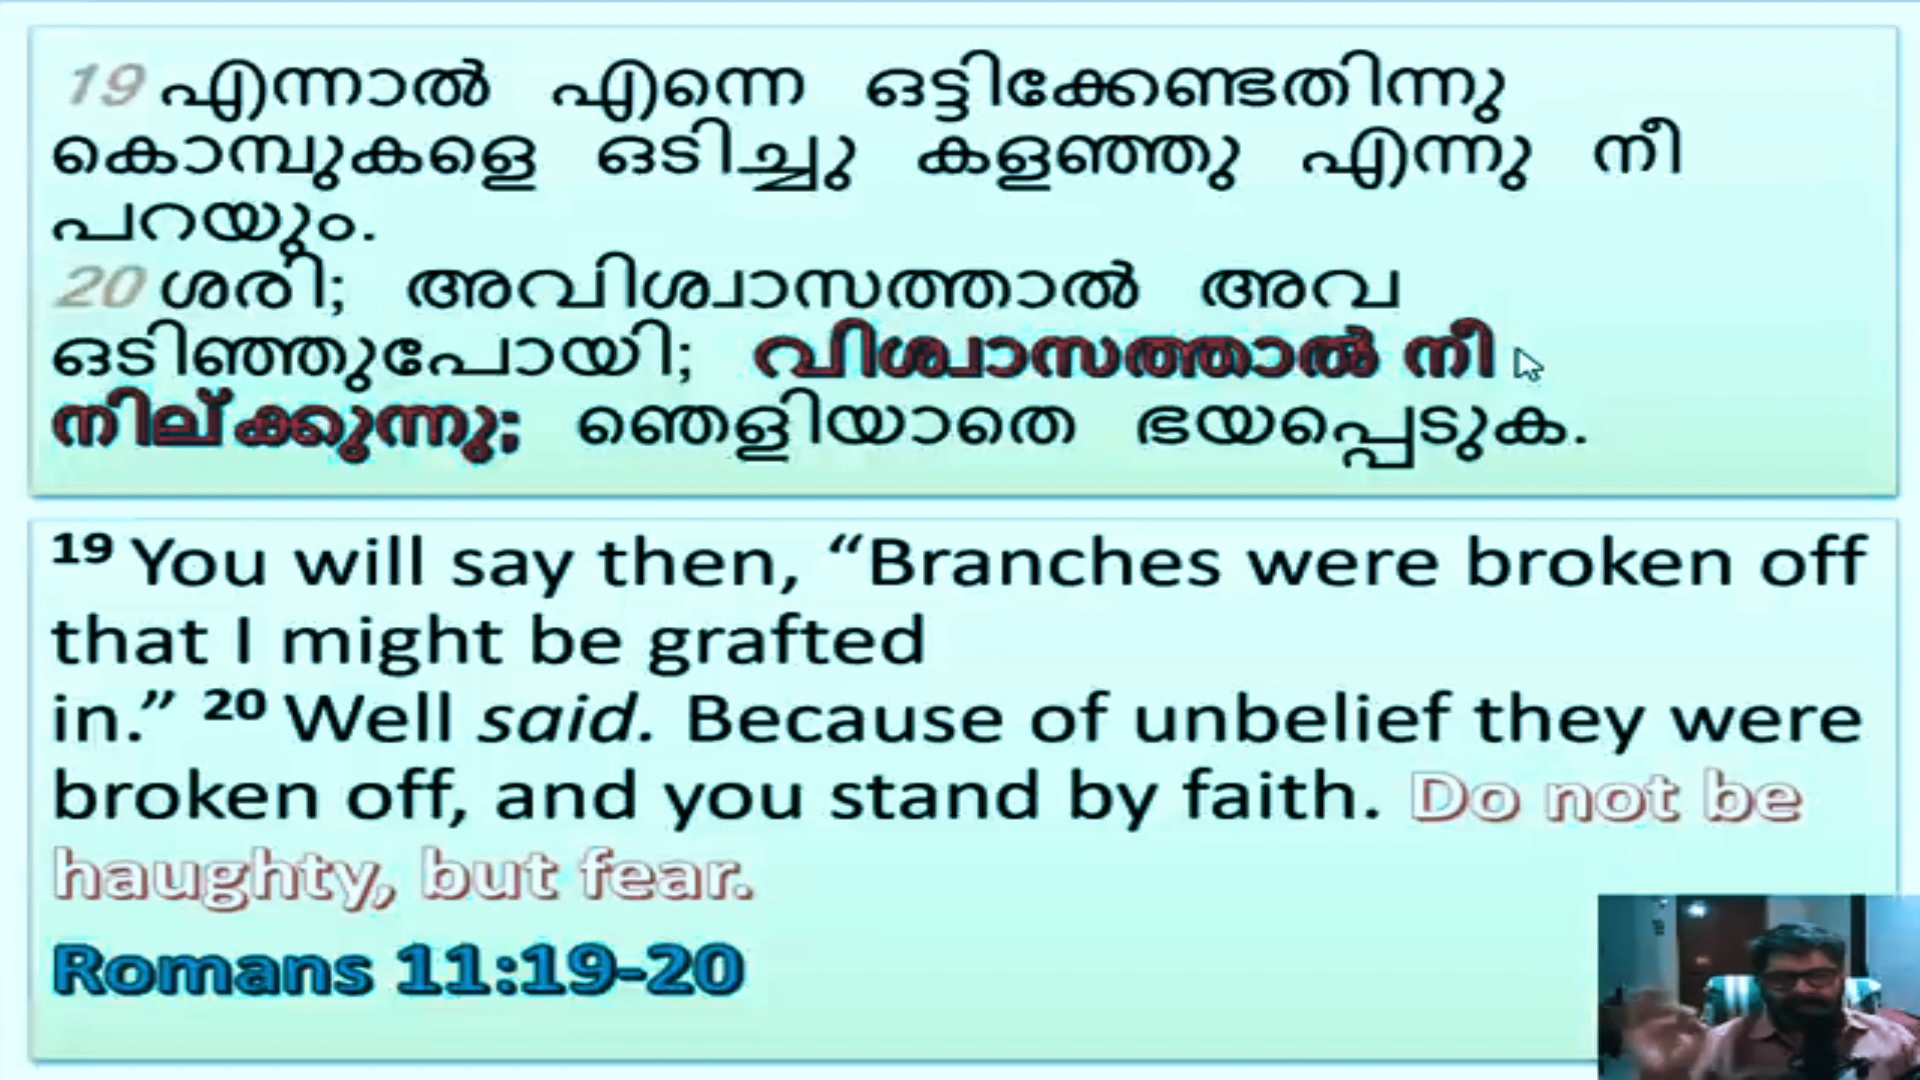 19 എന്നാൽ എന്നെ ഒട്ടിക്കേണ്ടതിന്നു
കൊമ്പുകളെ ഒടിച്ചു കളഞ്ഞു എന്നു നീ
പറയും.
20 ശരി; അവിശ്വാസത്താൽ അവ
ഒടിഞ്ഞുപോയി; വിശ്വാസത്താൽ നീ
നില്ക്കുന്നു; ഞെളിയാതെ ഭയപ്പെടുക.
19 You will say then, “Branches were broken off
that I might be grafted
in.” 20 Well said. Because of unbelief they were
broken off, and you stand by faith. Do not be
haughty, but fear.
Romans 11:19-20